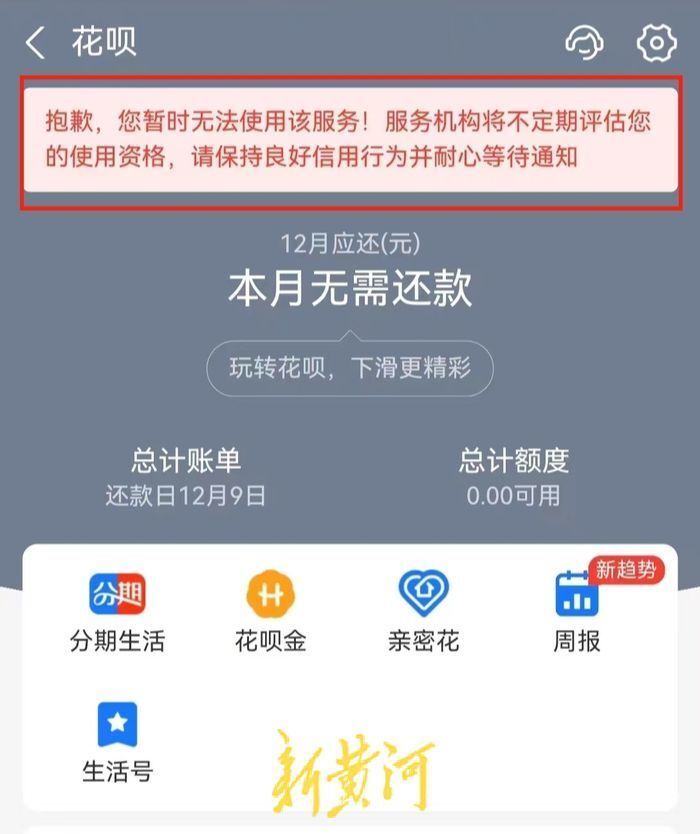 花呗
抱歉，您暂时无法使用该服务！服务机构将不定期评估您
的使用资格，请保持良好信用行为并耐心等待通知
12月应还(元)
本月无需还款
玩转花呗，下滑更精彩
总计账单
总计额度
还款日12月9日
0.00可用
新趋势
分期
分期生活
花呗金
亲密花
周报
生活号
新黄河